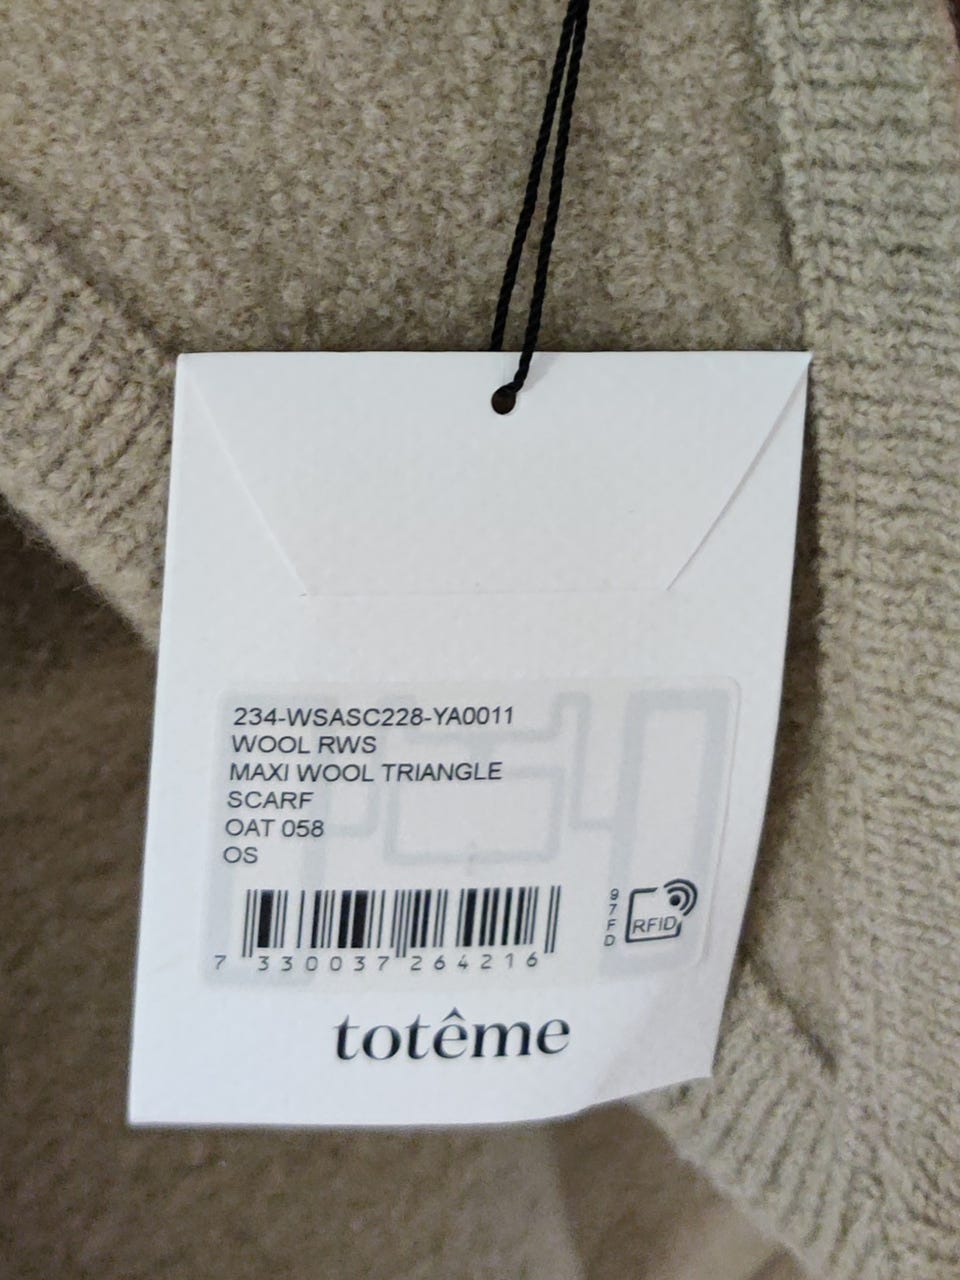 234-WSASC228-YA0011
WOOL RWS
MAXI WOOL TRIANGLE
SCARF
OAT 058
OS
97FD
RFID
7 330037 264216
totême